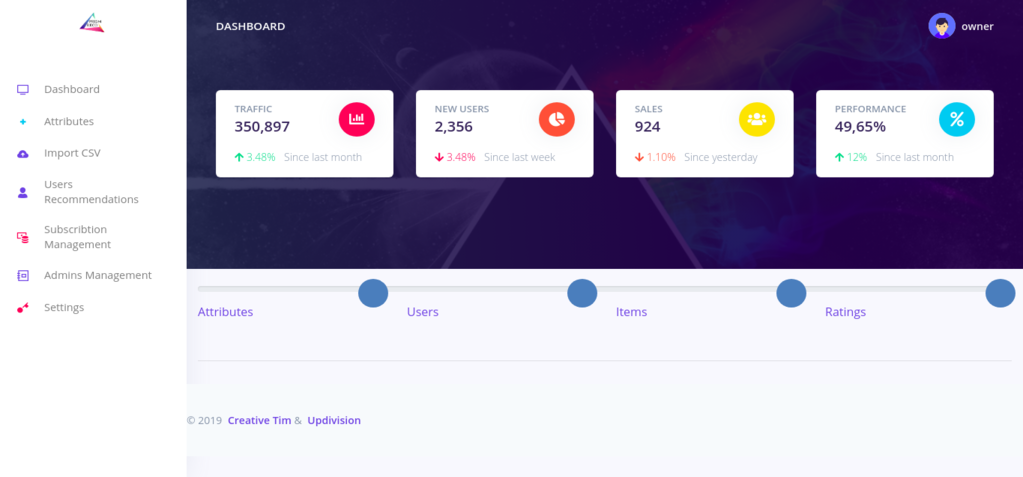 Dashboard
Attributes
Import CSV
Users
Recommendations
Subscribtion
Management
Admins Management
Settings
DASHBOARD
owner
TRAFFIC
350,897
3.48% Since last month
NEW USERS
2,356
3.48% Since last week
SALES
924
1.10% Since yesterday
PERFORMANCE
49,65%
12% Since last month
Attributes
Users
Items
Ratings
© 2019 Creative Tim & Updivision